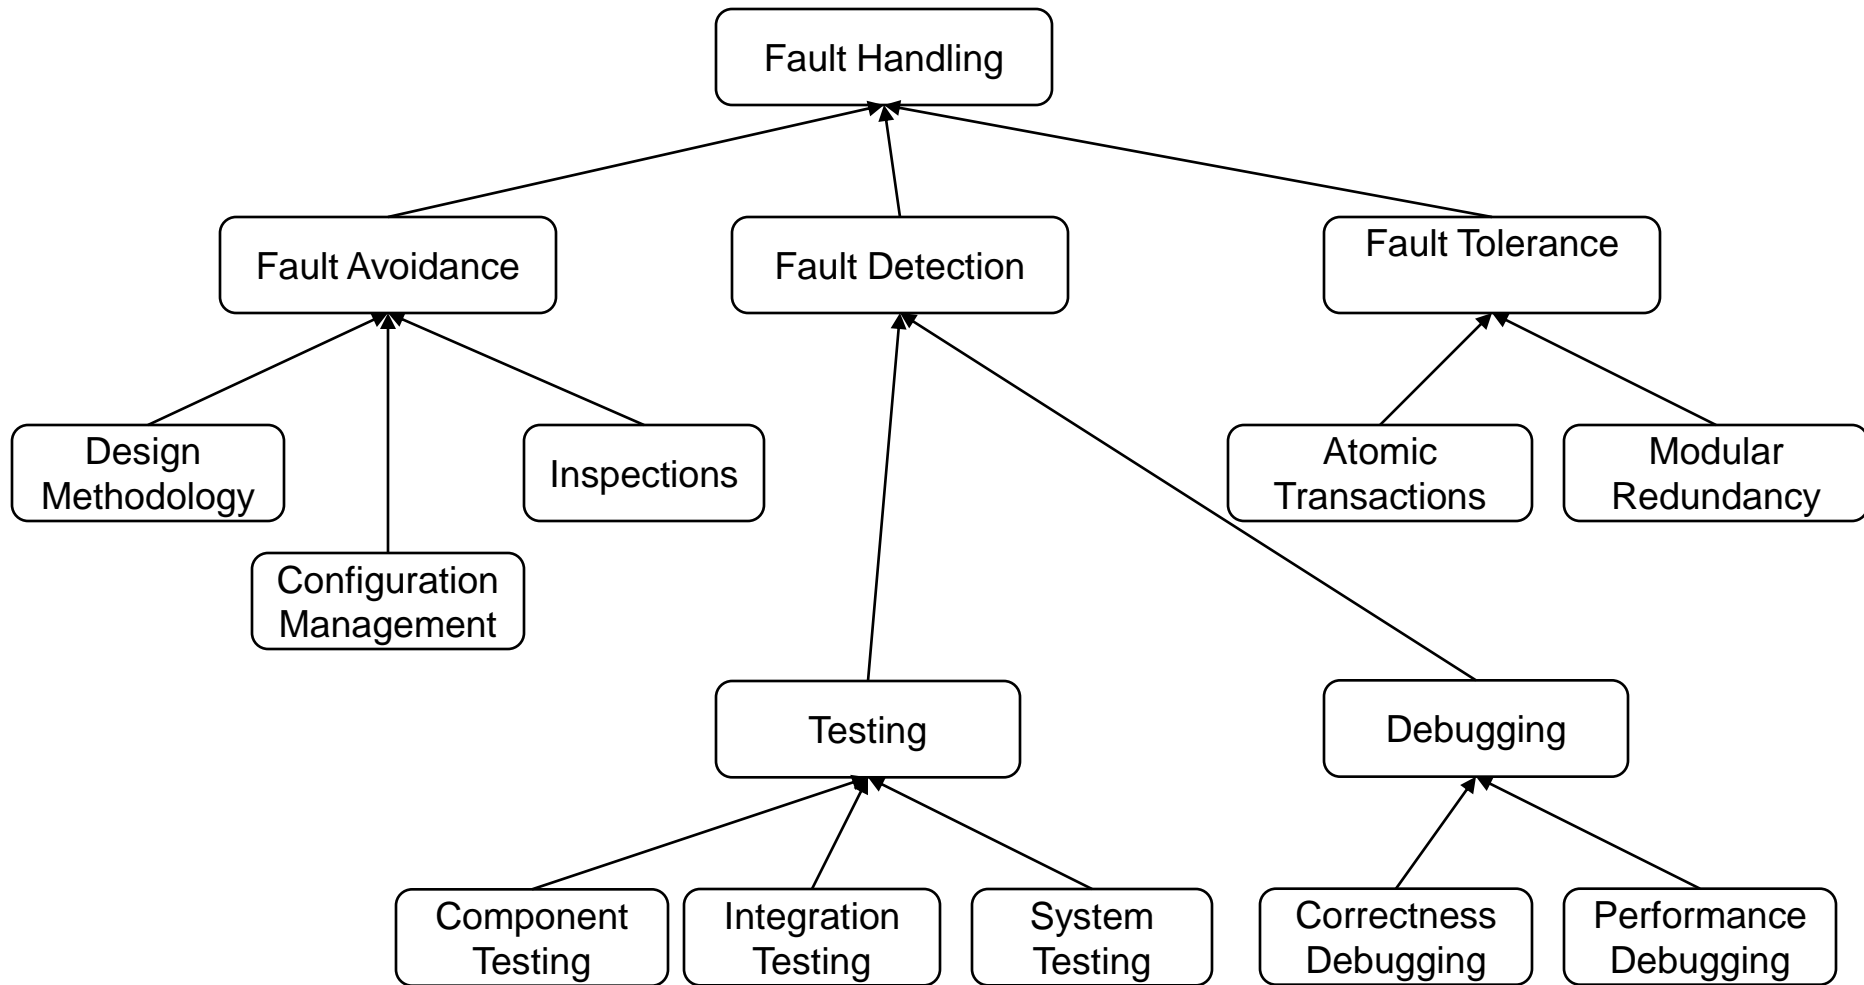 Fault Handling
Fault Avoidance
Fault Detection
Fault Tolerance
Design
Methodology
Inspections
Atomic
Transactions
Modular
Redundancy
Configuration
Management
Testing
Debugging
Component
Testing
Integration
Testing
System
Testing
Correctness
Debugging
Performance
Debugging